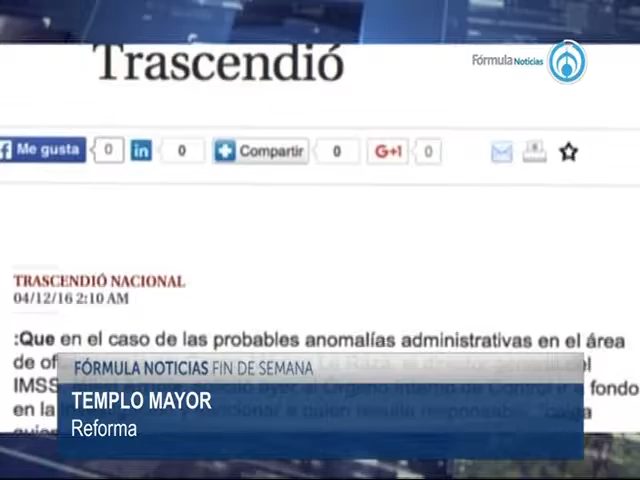 Trascendió
Fórmula Noticias
f Me gusta 0 in 0 Compartir 0 G+1 0
TRASCENDIÓ NACIONAL
04/12/16 2:10 AM
:Que en el caso de las probables anomalías administrativas en el área
de
FÓRMULA NOTICIAS FIN DE SEMANA
IMSS
fondo
en la
TEMPLO MAYOR
Reforma